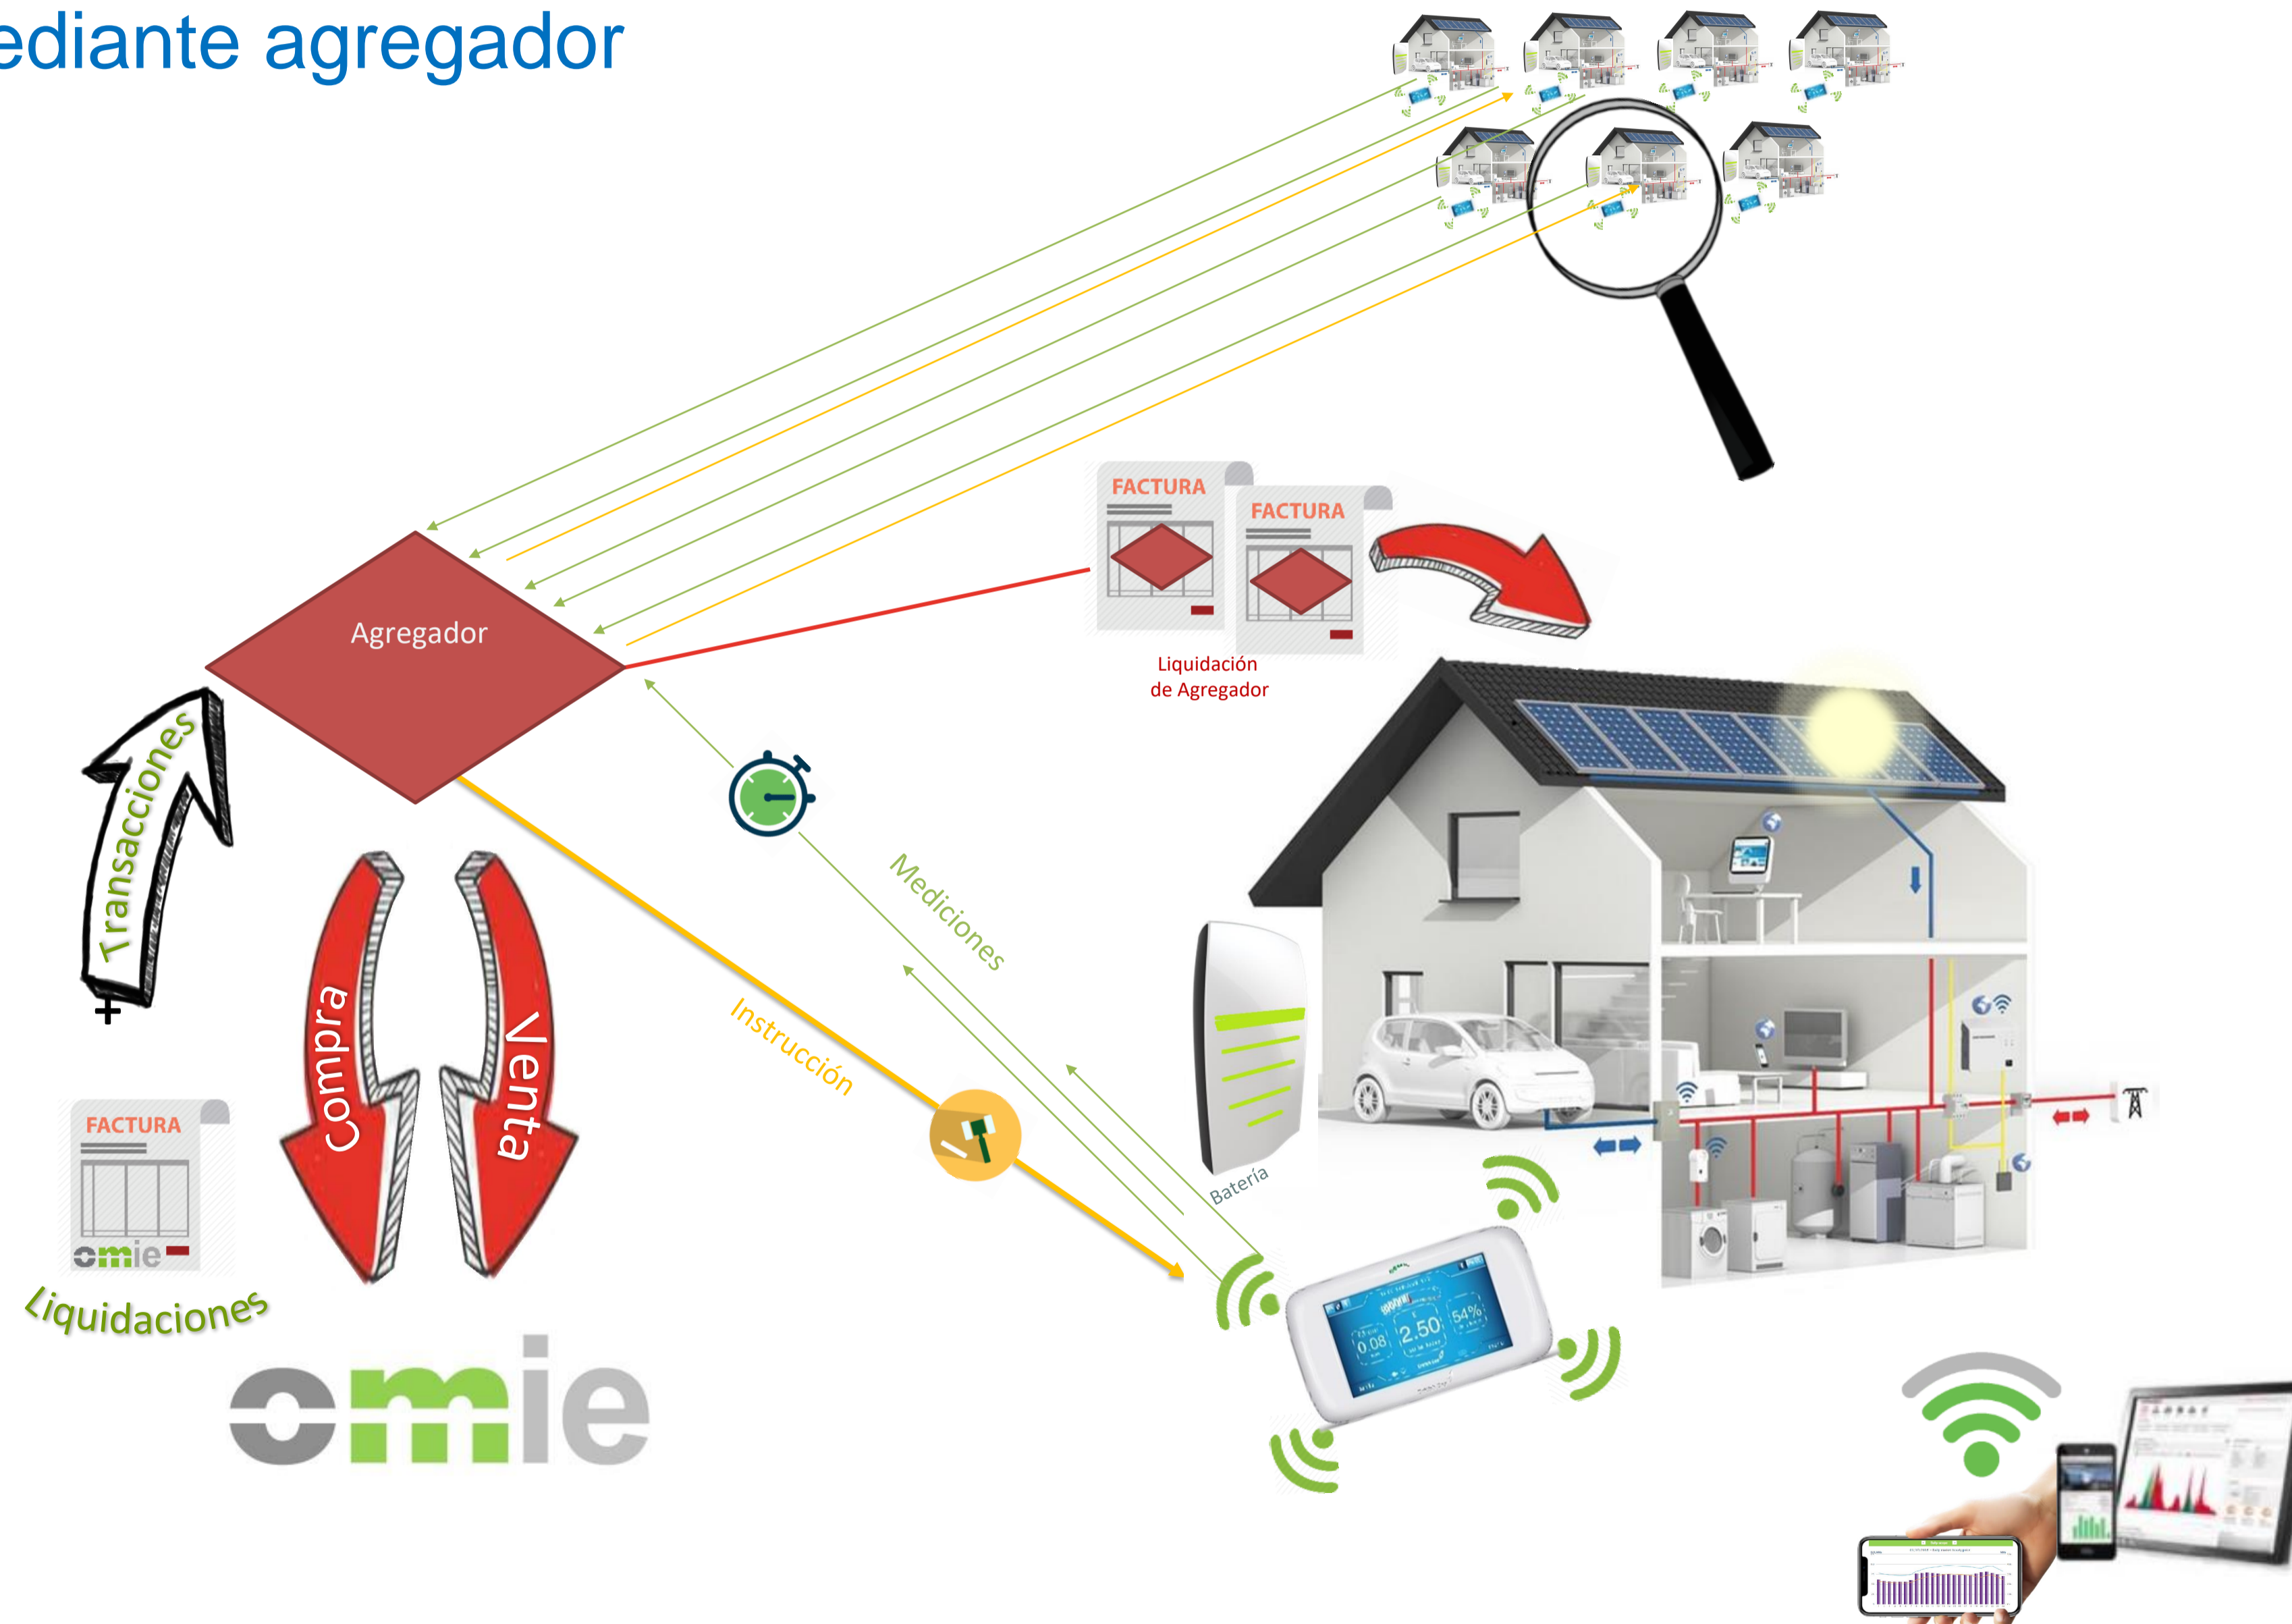 ediante agregador
FACTURA
FACTURA
Agregador
Liquidación
de Agregador
Transacciones
Mediciones
Compra
Venta
Instrucción
+
FACTURA
omie
Batería
Liquidaciones
0.08
2.50
54%
omie